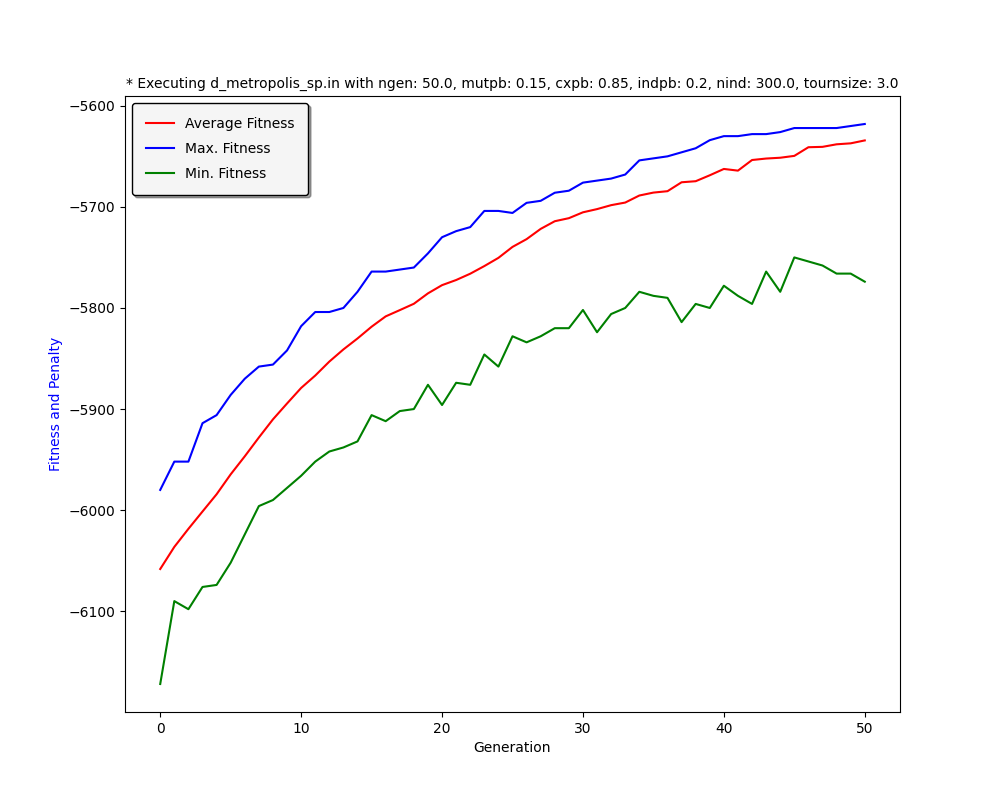 * Executing d_metropolis_sp.in with ngen: 50.0, mutpb: 0.15, cxpb: 0.85, indpb: 0.2, nind: 300.0, tournsize: 3.0
Average Fitness
Max. Fitness
Min. Fitness
Fitness and Penalty
−5600
−5700
−5800
−5900
−6000
−6100
0 10 20 30 40 50
Generation